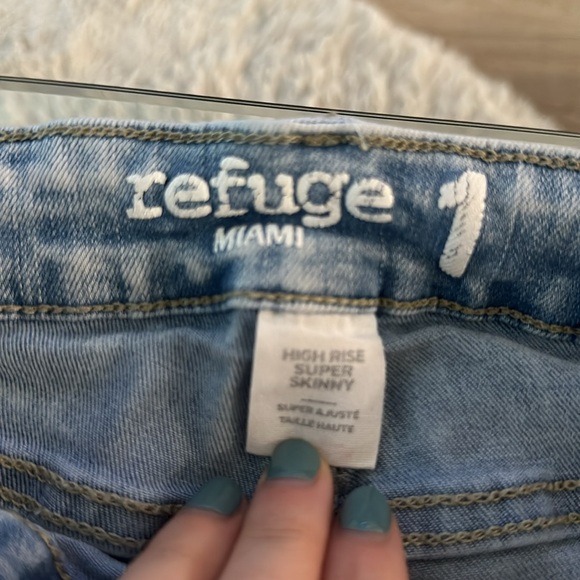 refuge 1
MIAMI
HIGH RISE
SUPER
SKINNY
SUPER AJUSTÉ
TAILLE HAUTE